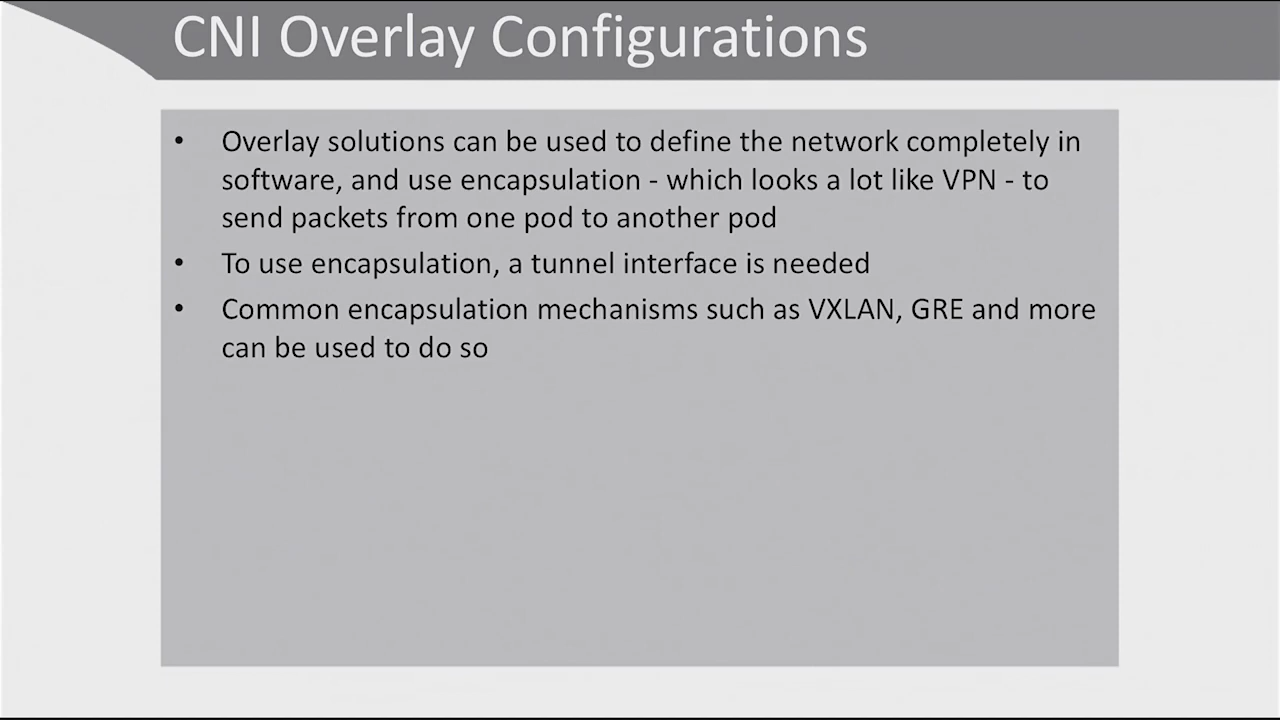 CNI Overlay Configurations
• Overlay solutions can be used to define the network completely in
software, and use encapsulation - which looks a lot like VPN - to
send packets from one pod to another pod
• To use encapsulation, a tunnel interface is needed
• Common encapsulation mechanisms such as VXLAN, GRE and more
can be used to do so